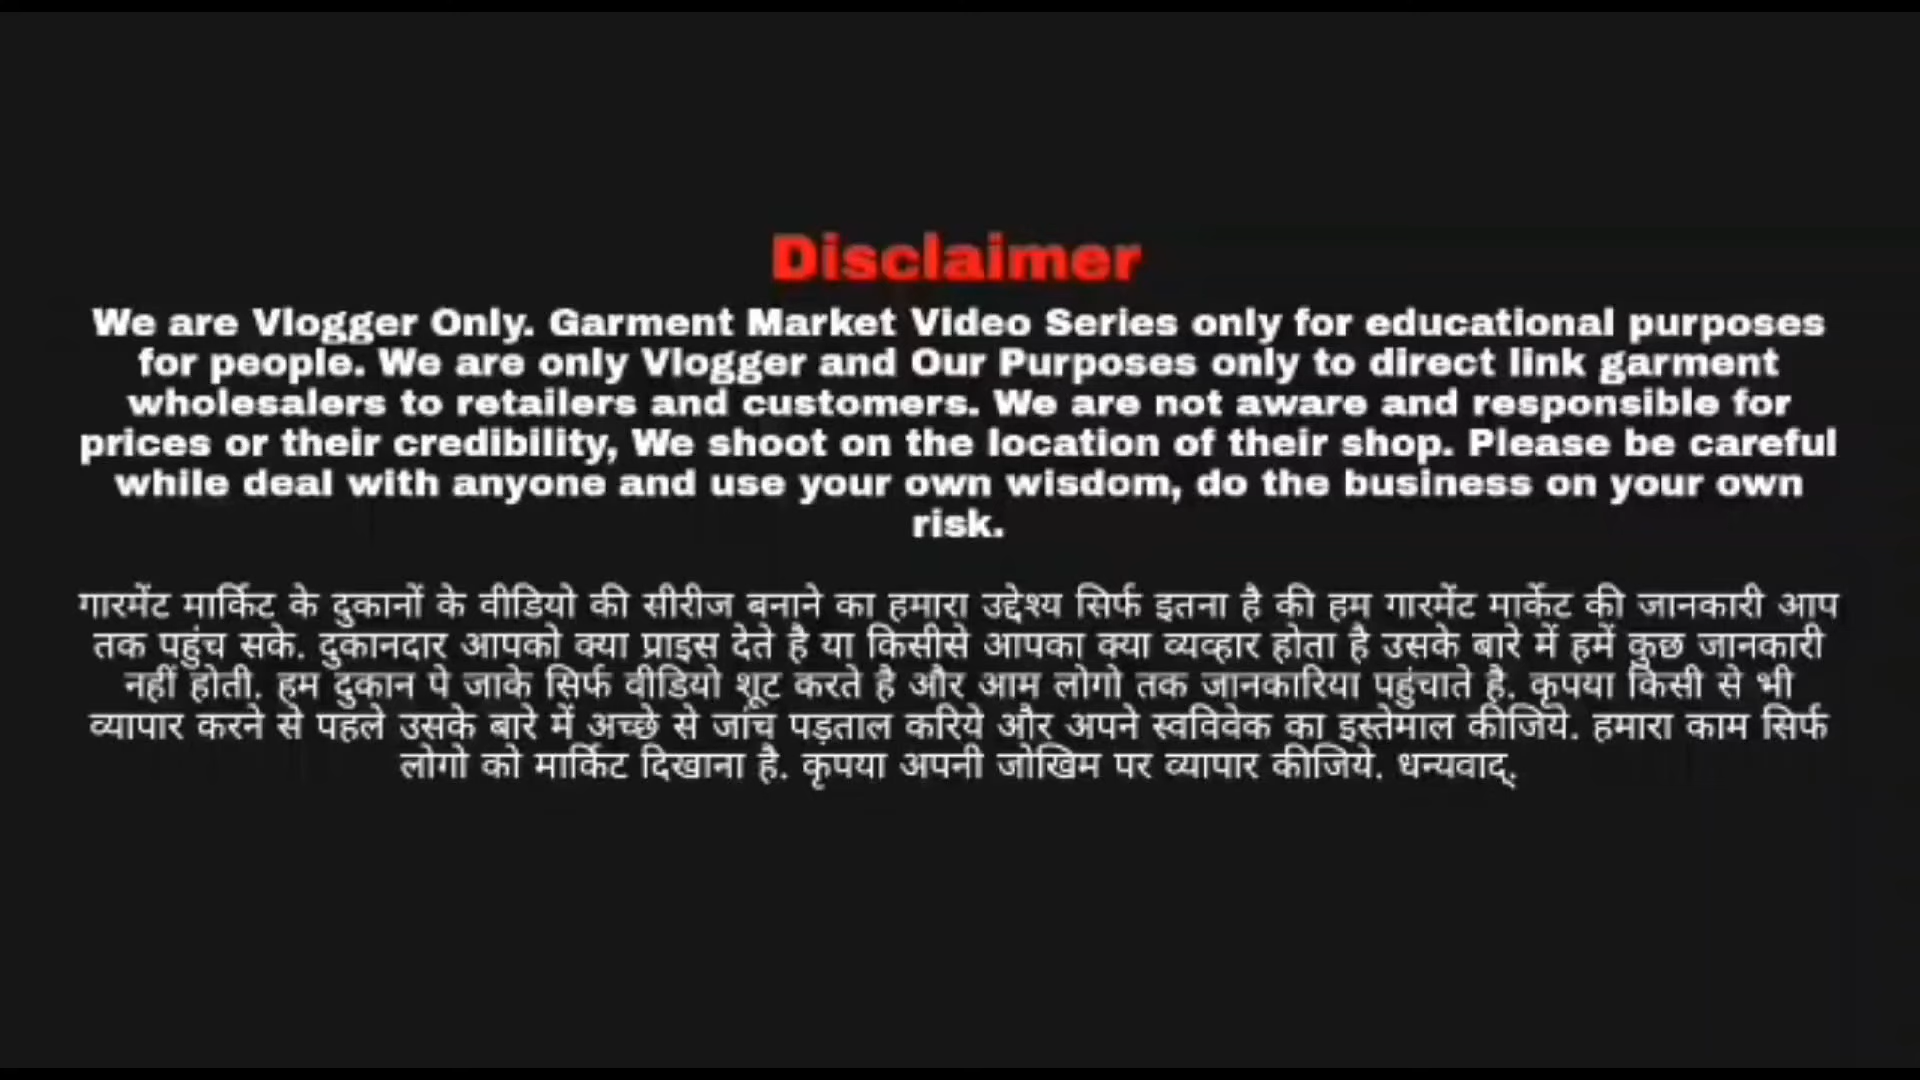 Disclaimer
We are Vlogger Only. Garment Market Video Series only for educational purposes
for people. We are only Vlogger and Our Purposes only to direct link garment
wholesalers to retailers and customers. We are not aware and responsible for
prices or their credibility, We shoot on the location of their shop. Please be careful
while deal with anyone and use your own wisdom, do the business on your own
risk.
गारमेंट मार्किट के दुकानों के वीडियो की सीरीज बनाने का हमारा उद्देश्य सिर्फ इतना है की हम गारमेंट मार्केट की जानकारी आप
तक पहुंच सके. दुकानदार आपको क्या प्राइस देते है या किसीसे आपका क्या व्यव्हार होता है उसके बारे में हमें कुछ जानकारी
नहीं होती. हम दुकान पे जाके सिर्फ वीडियो शूट करते है और आम लोगो तक जानकारिया पहुंचाते है. कृपया किसी से भी
व्यापार करने से पहले उसके बारे में अच्छे से जांच पड़ताल करिये और अपने स्वविवेक का इस्तेमाल कीजिये. हमारा काम सिर्फ
लोगो को मार्किट दिखाना है. कृपया अपनी जोखिम पर व्यापार कीजिये. धन्यवाद्.